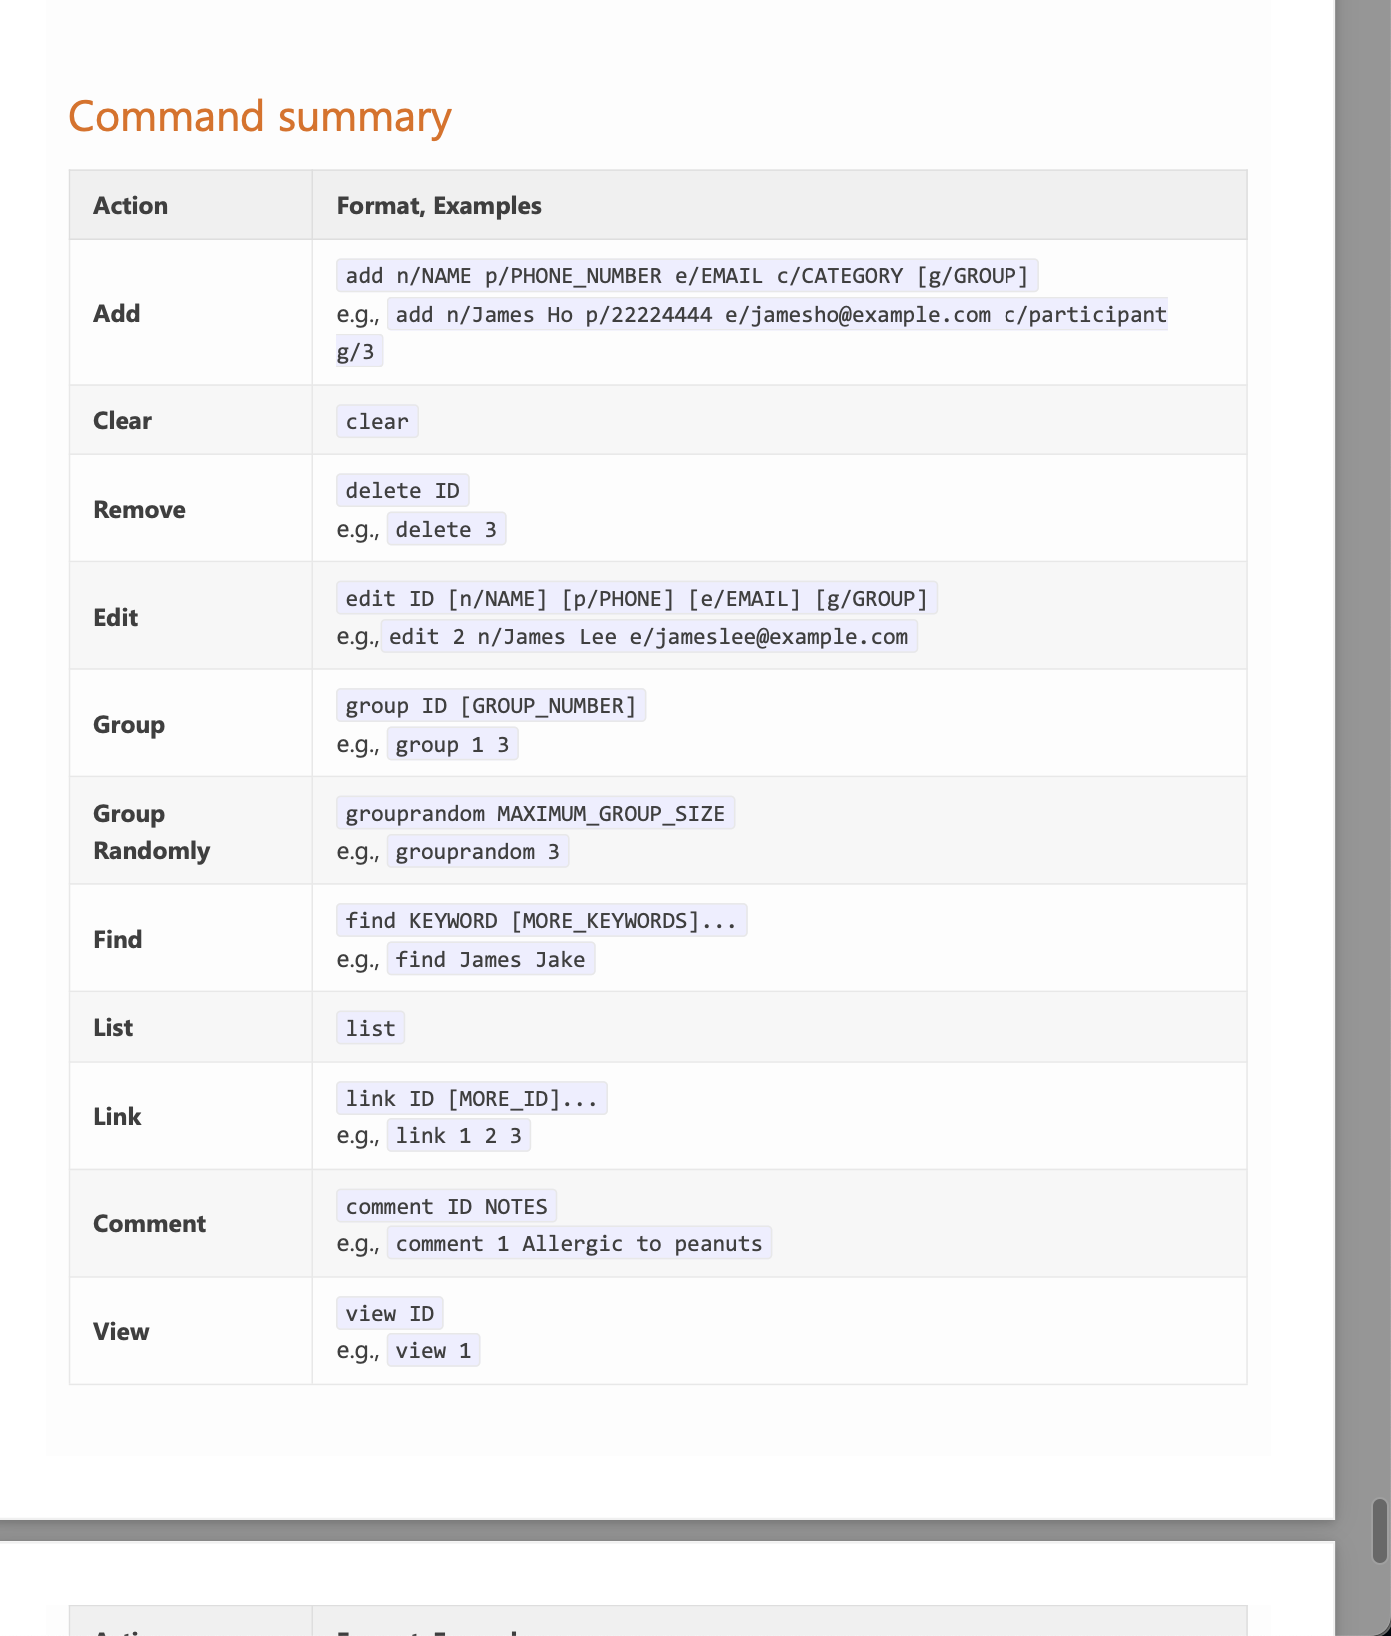 Command summary
Action Format, Examples
Add
add n/NAME p/PHONE_NUMBER e/EMAIL c/CATEGORY [g/GROUP]
e.g., add n/James Ho p/22224444 e/jamesho@example.com c/participant
g/3
Clear
clear
Remove
delete ID
e.g., delete 3
Edit
edit ID [n/NAME] [p/PHONE] [e/EMAIL] [g/GROUP]
e.g., edit 2 n/James Lee e/jameslee@example.com
Group
group ID [GROUP_NUMBER]
e.g., group 1 3
Group
Randomly
grouprandom MAXIMUM_GROUP_SIZE
e.g., grouprandom 3
Find
find KEYWORD [MORE_KEYWORDS]...
e.g., find James Jake
List
list
Link
link ID [MORE_ID]...
e.g., link 1 2 3
Comment
comment ID NOTES
e.g., comment 1 Allergic to peanuts
View
view ID
e.g., view 1